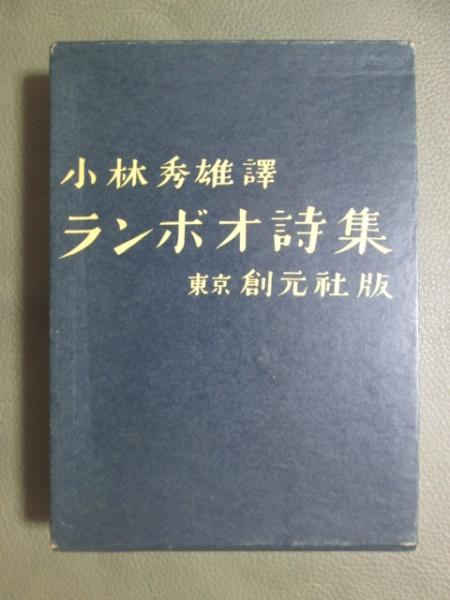 小林秀雄譯
ランボオ詩集
東京 創元社版